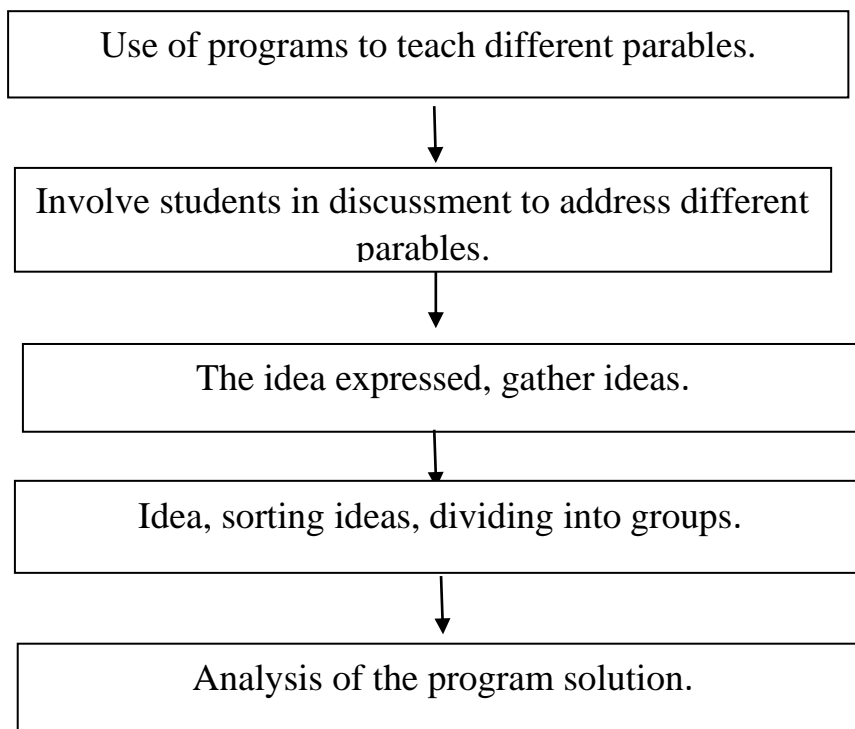 Use of programs to teach different parables.
Involve students in discussment to address different
parables.
The idea expressed, gather ideas.
Idea, sorting ideas, dividing into groups.
Analysis of the program solution.